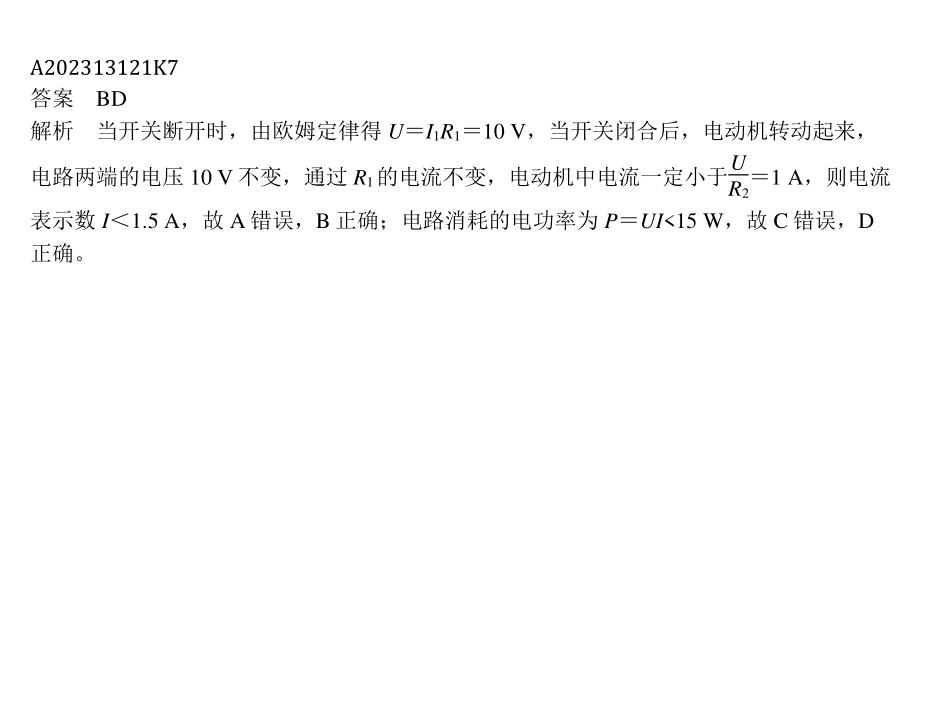 A202313121K7
答案　BD
解析　当开关断开时，由欧姆定律得 U＝I₁R₁＝10 V，当开关闭合后，电动机转动起来，
电路两端的电压 10 V 不变，通过 R₁ 的电流不变，电动机中电流一定小于U/R₂＝1 A，则电流
表示数 I＜1.5 A，故 A 错误，B 正确；电路消耗的电功率为 P＝UI<15 W，故 C 错误，D
正确。